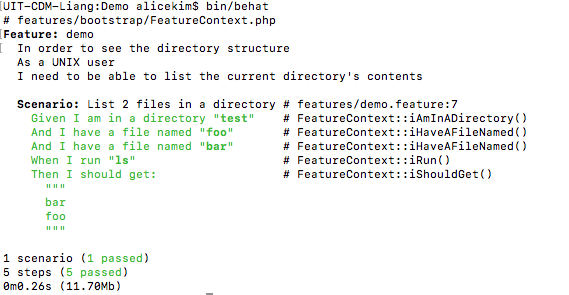 UIT-CDM-Liang:Demo alicekim$ bin/behat
# features/bootstrap/FeatureContext.php
Feature: demo
  In order to see the directory structure
  As a UNIX user
  I need to be able to list the current directory's contents

  Scenario: List 2 files in a directory # features/demo.feature:7
    Given I am in a directory "test"    # FeatureContext::iAmInADirectory()
    And I have a file named "foo"       # FeatureContext::iHaveAFileNamed()
    And I have a file named "bar"       # FeatureContext::iHaveAFileNamed()
    When I run "ls"                     # FeatureContext::iRun()
    Then I should get:                  # FeatureContext::iShouldGet()
      """
      bar
      foo
      """

1 scenario (1 passed)
5 steps (5 passed)
0m0.26s (11.70Mb)